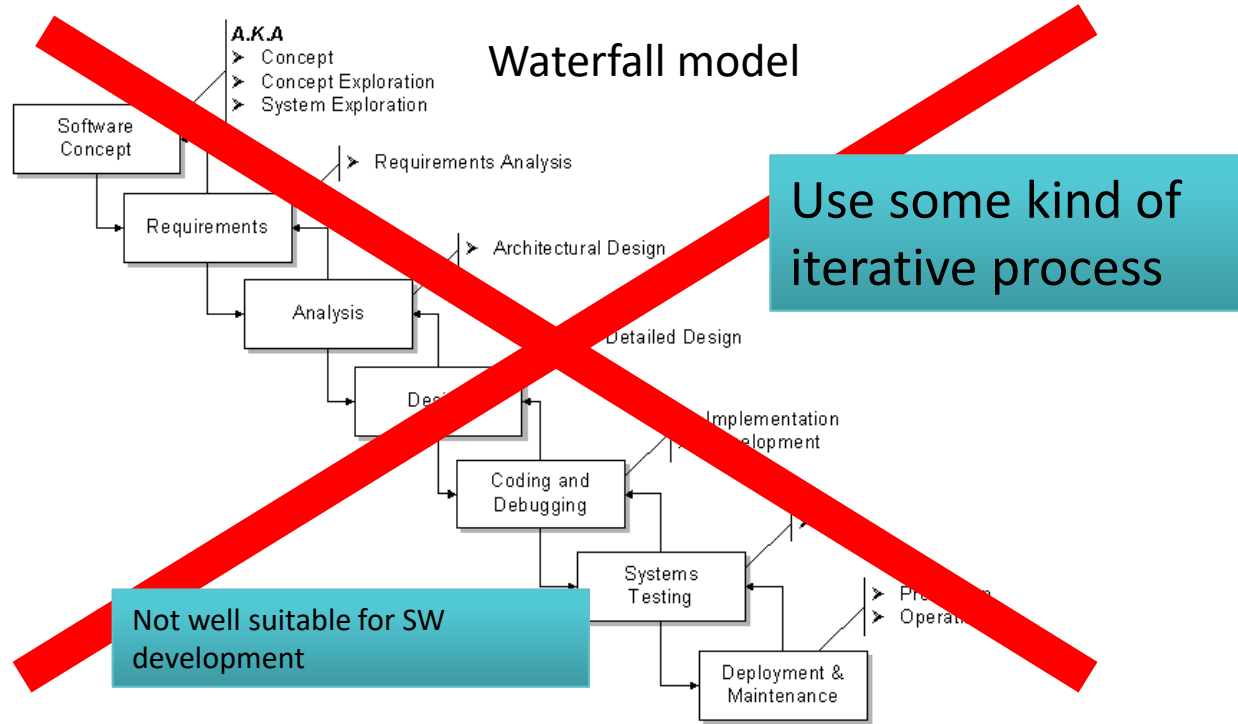 A.K.A
➤ Concept
➤ Concept Exploration
➤ System Exploration
Waterfall model
Software
Concept
➤ Requirements Analysis
Use some kind of
iterative process
Requirements
➤ Architectural Design
Analysis
Detailed Design
Implementation
Coding and
Debugging
Systems
Testing
Not well suitable for SW
development
➤
➤
Deployment &
Maintenance